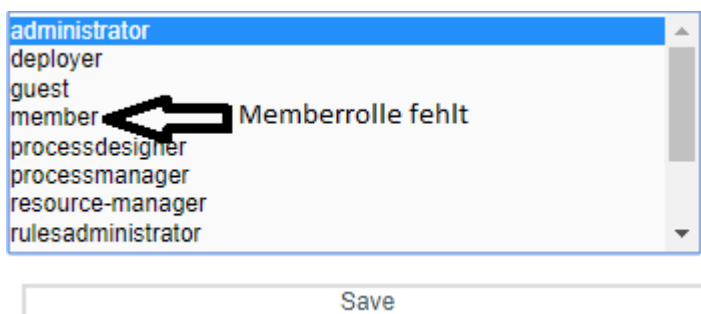 administrator
deployer
guest
member Memberrolle fehlt
processdesigner
processmanager
resource-manager
rulesadministrator
Save